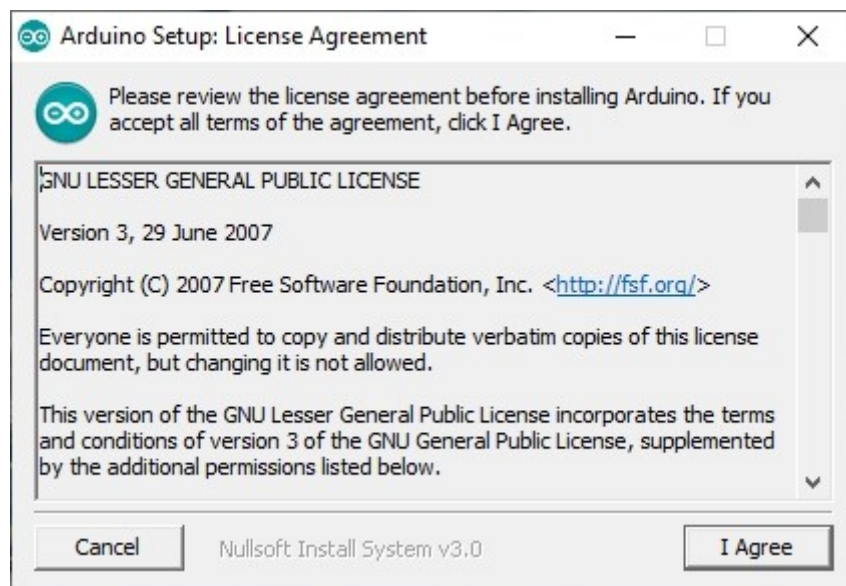 Arduino Setup: License Agreement
Please review the license agreement before installing Arduino. If you
accept all terms of the agreement, click I Agree.
GNU LESSER GENERAL PUBLIC LICENSE
Version 3, 29 June 2007
Copyright (C) 2007 Free Software Foundation, Inc. <http://fsf.org/>
Everyone is permitted to copy and distribute verbatim copies of this license
document, but changing it is not allowed.
This version of the GNU Lesser General Public License incorporates the terms
and conditions of version 3 of the GNU General Public License, supplemented
by the additional permissions listed below.
Cancel
Nullsoft Install System v3.0
I Agree